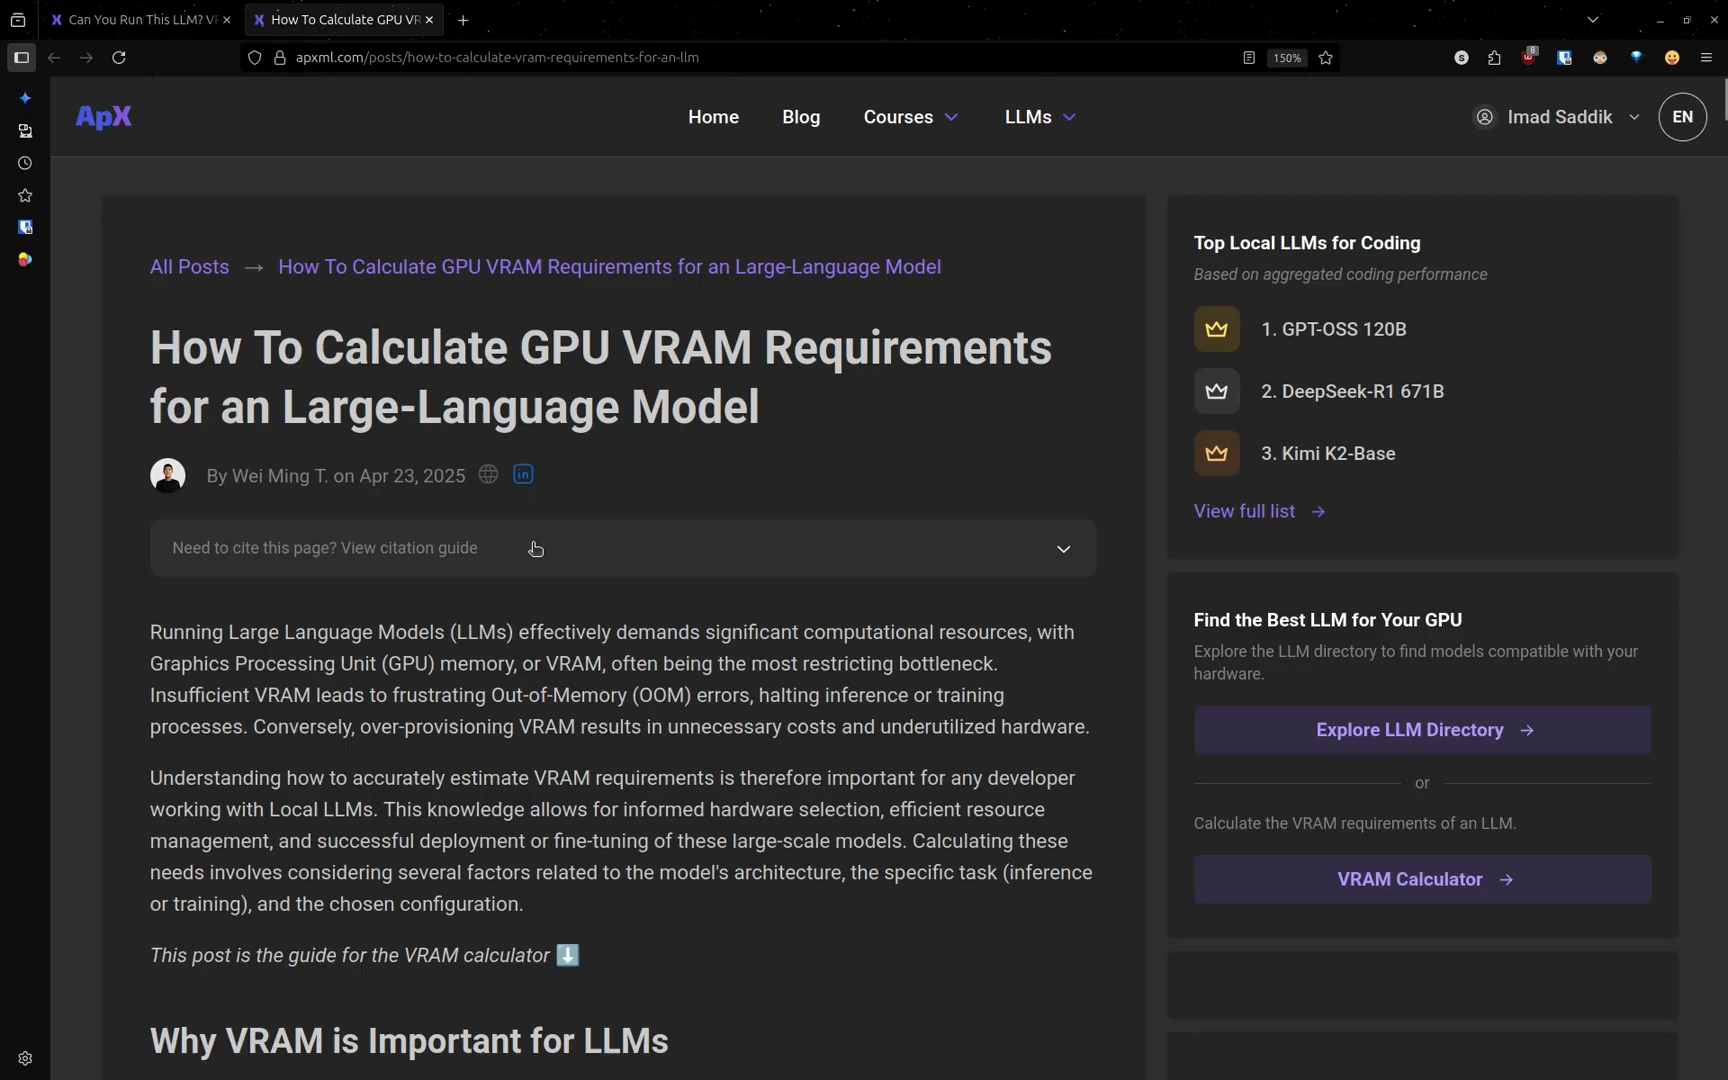 Can You Run This LLM? VR
How To Calculate GPU VR
apxml.com/posts/how-to-calculate-vram-requirements-for-an-llm
150%
8
ApX
Home
Blog
Courses
LLMs
Imad Saddik
EN
All Posts → How To Calculate GPU VRAM Requirements for an Large-Language Model
How To Calculate GPU VRAM Requirements
for an Large-Language Model
By Wei Ming T. on Apr 23, 2025
in
Need to cite this page? View citation guide
Running Large Language Models (LLMs) effectively demands significant computational resources, with
Graphics Processing Unit (GPU) memory, or VRAM, often being the most restricting bottleneck.
Insufficient VRAM leads to frustrating Out-of-Memory (OOM) errors, halting inference or training
processes. Conversely, over-provisioning VRAM results in unnecessary costs and underutilized hardware.
Understanding how to accurately estimate VRAM requirements is therefore important for any developer
working with Local LLMs. This knowledge allows for informed hardware selection, efficient resource
management, and successful deployment or fine-tuning of these large-scale models. Calculating these
needs involves considering several factors related to the model's architecture, the specific task (inference
or training), and the chosen configuration.
This post is the guide for the VRAM calculator ⬇️
Why VRAM is Important for LLMs
Top Local LLMs for Coding
Based on aggregated coding performance
1. GPT-OSS 120B
2. DeepSeek-R1 671B
3. Kimi K2-Base
View full list →
Find the Best LLM for Your GPU
Explore the LLM directory to find models compatible with your
hardware.
Explore LLM Directory →
or
Calculate the VRAM requirements of an LLM.
VRAM Calculator →